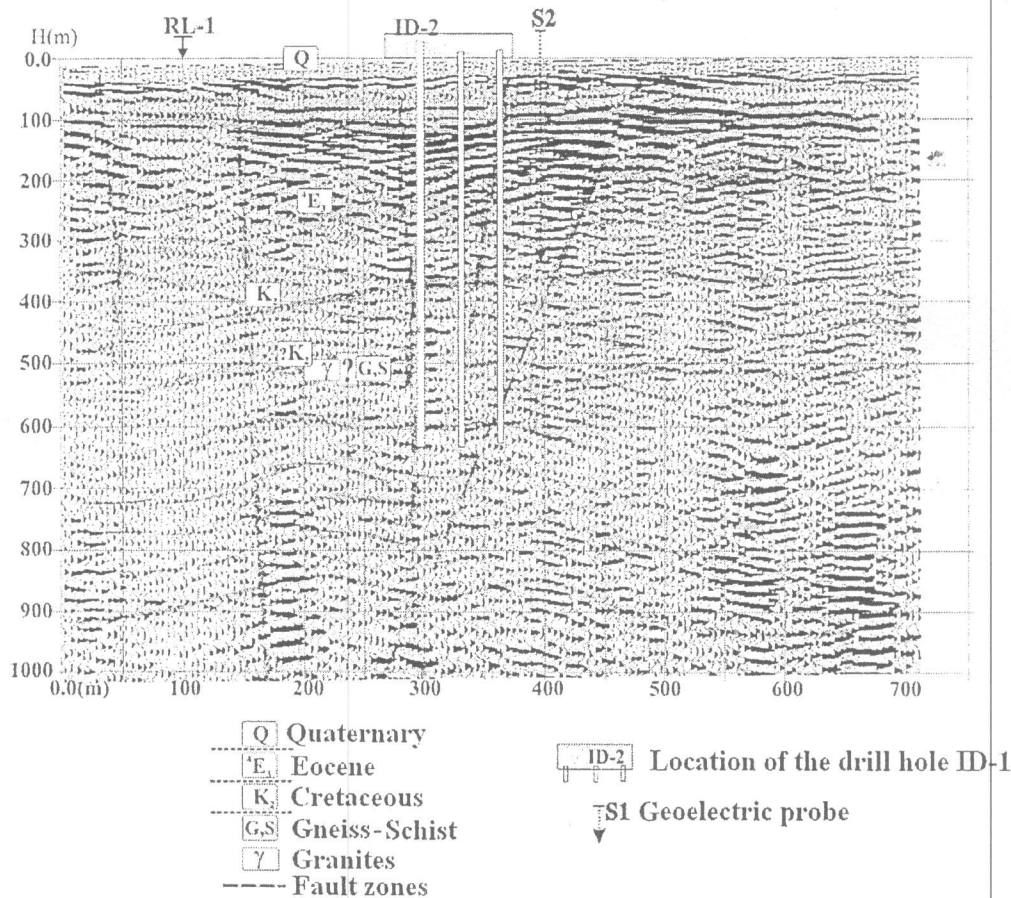 RL-1
ID-2
S2
H(m)
0.0
Q
100
200
300
K
400
?K γ ? G,S
500
600
700
800
900
1000
0.0(m) 100 200 300 400 500 600 700
Q Quaternary
Eocene
K₂ Cretaceous
ID-2 Location of the drill hole ID-1
G,S Gneiss-Schist
S1 Geoelectric probe
γ Granites
Fault zones